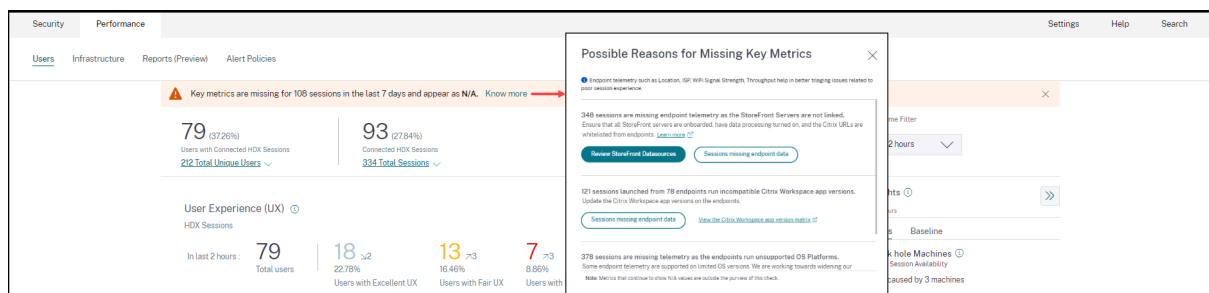 Security Performance Settings Help Search
Users Infrastructure Reports (Preview) Alert Policies
Key metrics are missing for 108 sessions in the last 7 days and appear as N/A. Know more
79 (37.26%)
Users with Connected HDX Sessions
212 Total Unique Users
93 (27.84%)
Connected HDX Sessions
334 Total Sessions
User Experience (UX)
HDX Sessions
In last 2 hours :
79
Total users
18 2
22.78%
Users with Excellent UX
13 3
16.46%
Users with Fair UX
7 3
8.86%
Users with
Possible Reasons for Missing Key Metrics
Endpoint telemetry such as Location, ISP, WiFi Signal Strength, Throughput help in better triaging issues related to
poor session experience.
348 sessions are missing endpoint telemetry as the StoreFront Servers are not linked.
Ensure that all StoreFront servers are onboarded, have data processing turned on, and the Citrix URLs are
whitelisted from endpoints. Learn more
Review StoreFront Datasources Sessions missing endpoint data
121 sessions launched from 78 endpoints run incompatible Citrix Workspace app versions.
Update the Citrix Workspace app versions on the endpoints.
Sessions missing endpoint data View the Citrix Workspace app version matrix
378 sessions are missing telemetry as the endpoints run unsupported OS Platforms.
Some endpoint telemetry are supported on limited OS versions. We are working towards widening our
Note: Metrics that continue to show N/A values are outside the purview of this check.
me Filter
2 hours
hts
urs
s Baseline
k hole Machines
Session Availability
caused by 3 machines